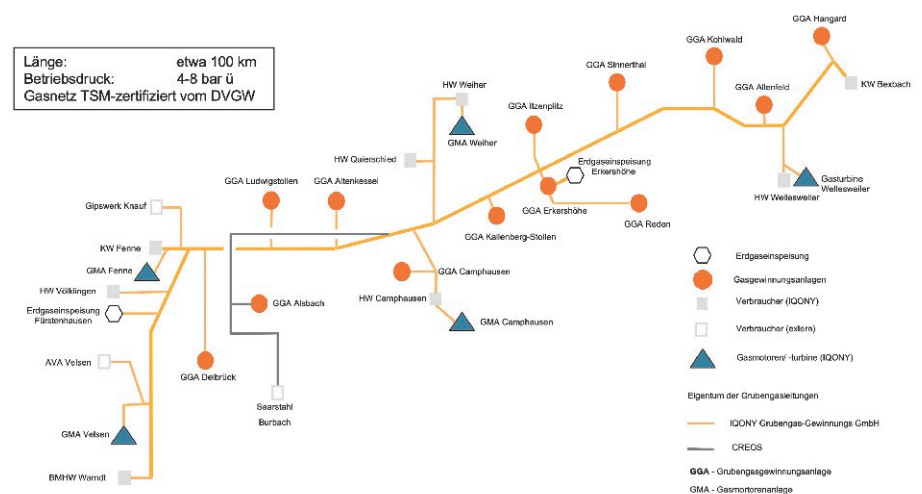 Länge: etwa 100 km
Betriebsdruck: 4-8 bar ü
Gasnetz TSM-zertifiziert vom DVGW
GGA Hangard
GGA Kohlwald
GGA Sinnerthal
GGA Allenfeld
KW Bexbach
HW Weiher
GGA Itzenplitz
GMA Weiher
HW Quierschied
Erdgaseinspeisung
Erkershöhe
Gasturbine
Wellesweiler
HW Wellesweiler
GGA Ludwigstollen
GGA Altenkessel
GGA Erkershöhe
GGA Reden
GGA Kallenberg-Stollen
Gipswerk Knauf
KW Fenne
GMA Fenne
HW Völklingen
Erdgaseinspeisung
Fürstenhausen
GGA Camphausen
HW Camphausen
GMA Camphausen
GGA Alsbach
AVA Velsen
GGA Delbrück
Saarstahl
Burbach
GMA Velsen
BMHW Warndt
Erdgaseinspeisung
Gasgewinnungsanlagen
Verbraucher (IQONY)
Verbraucher (extern)
Gasmotoren/ -turbine (IQONY)
Eigentum der Grubengasleitungen
IQONY Grubengas-Gewinnungs GmbH
CREOS
GGA - Grubengasgewinnungsanlage
GMA - Gasmortorenanlage